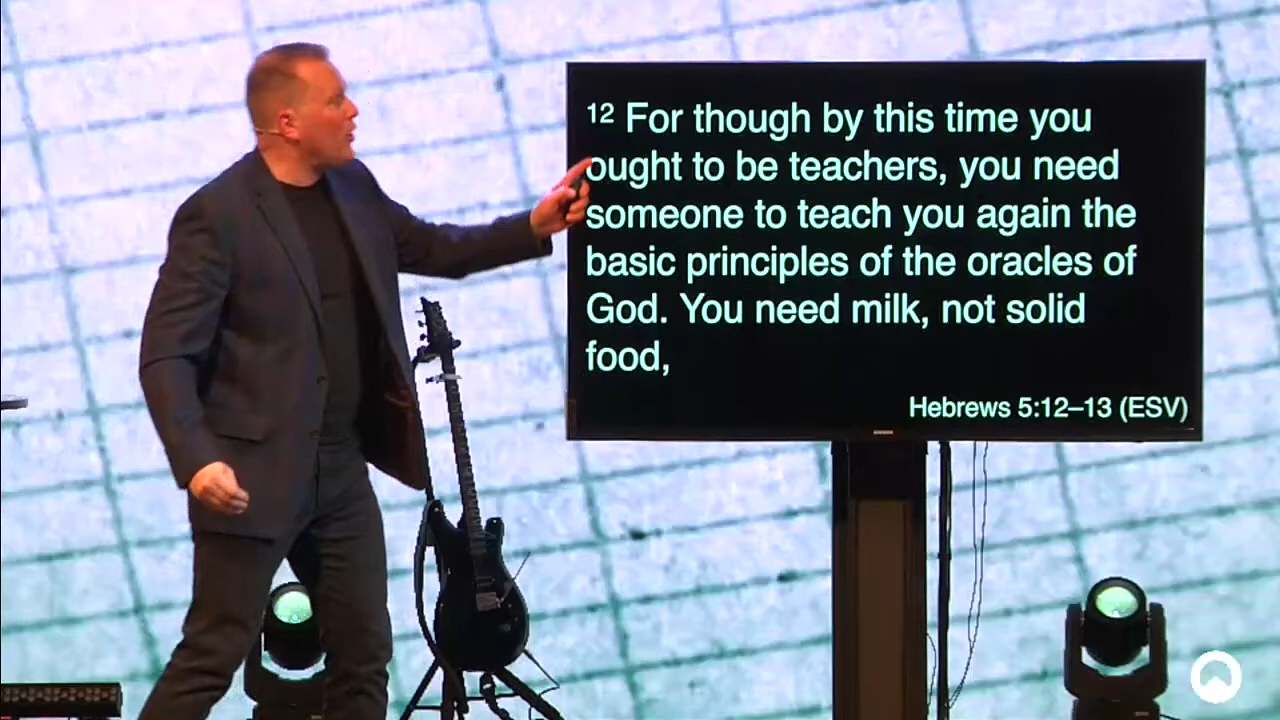 12 For though by this time you
ought to be teachers, you need
someone to teach you again the
basic principles of the oracles of
God. You need milk, not solid
food,
Hebrews 5:12–13 (ESV)